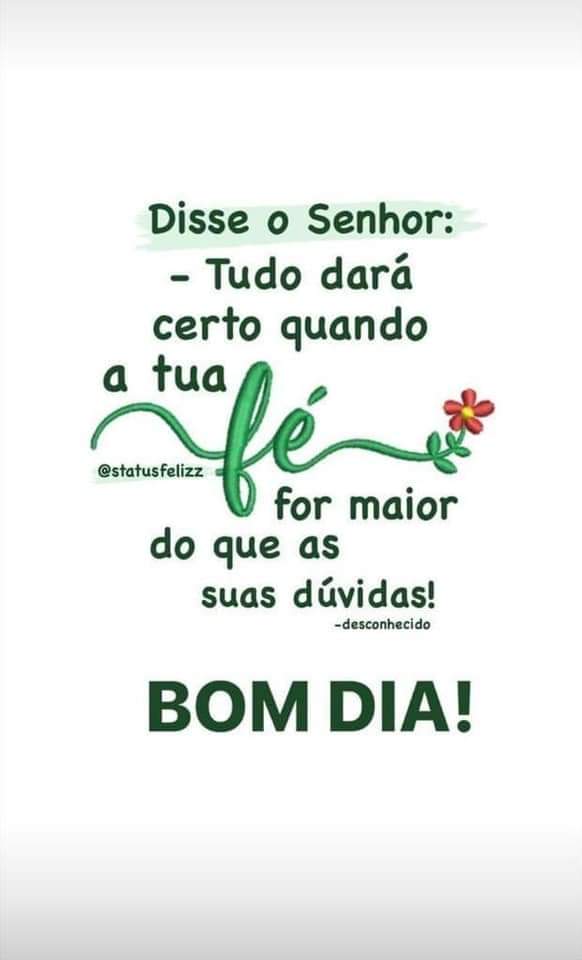 Disse o Senhor:
- Tudo dará
certo quando
a tua
fé
@statusfelizz
for maior
do que as
suas dúvidas!
-desconhecido
BOM DIA!